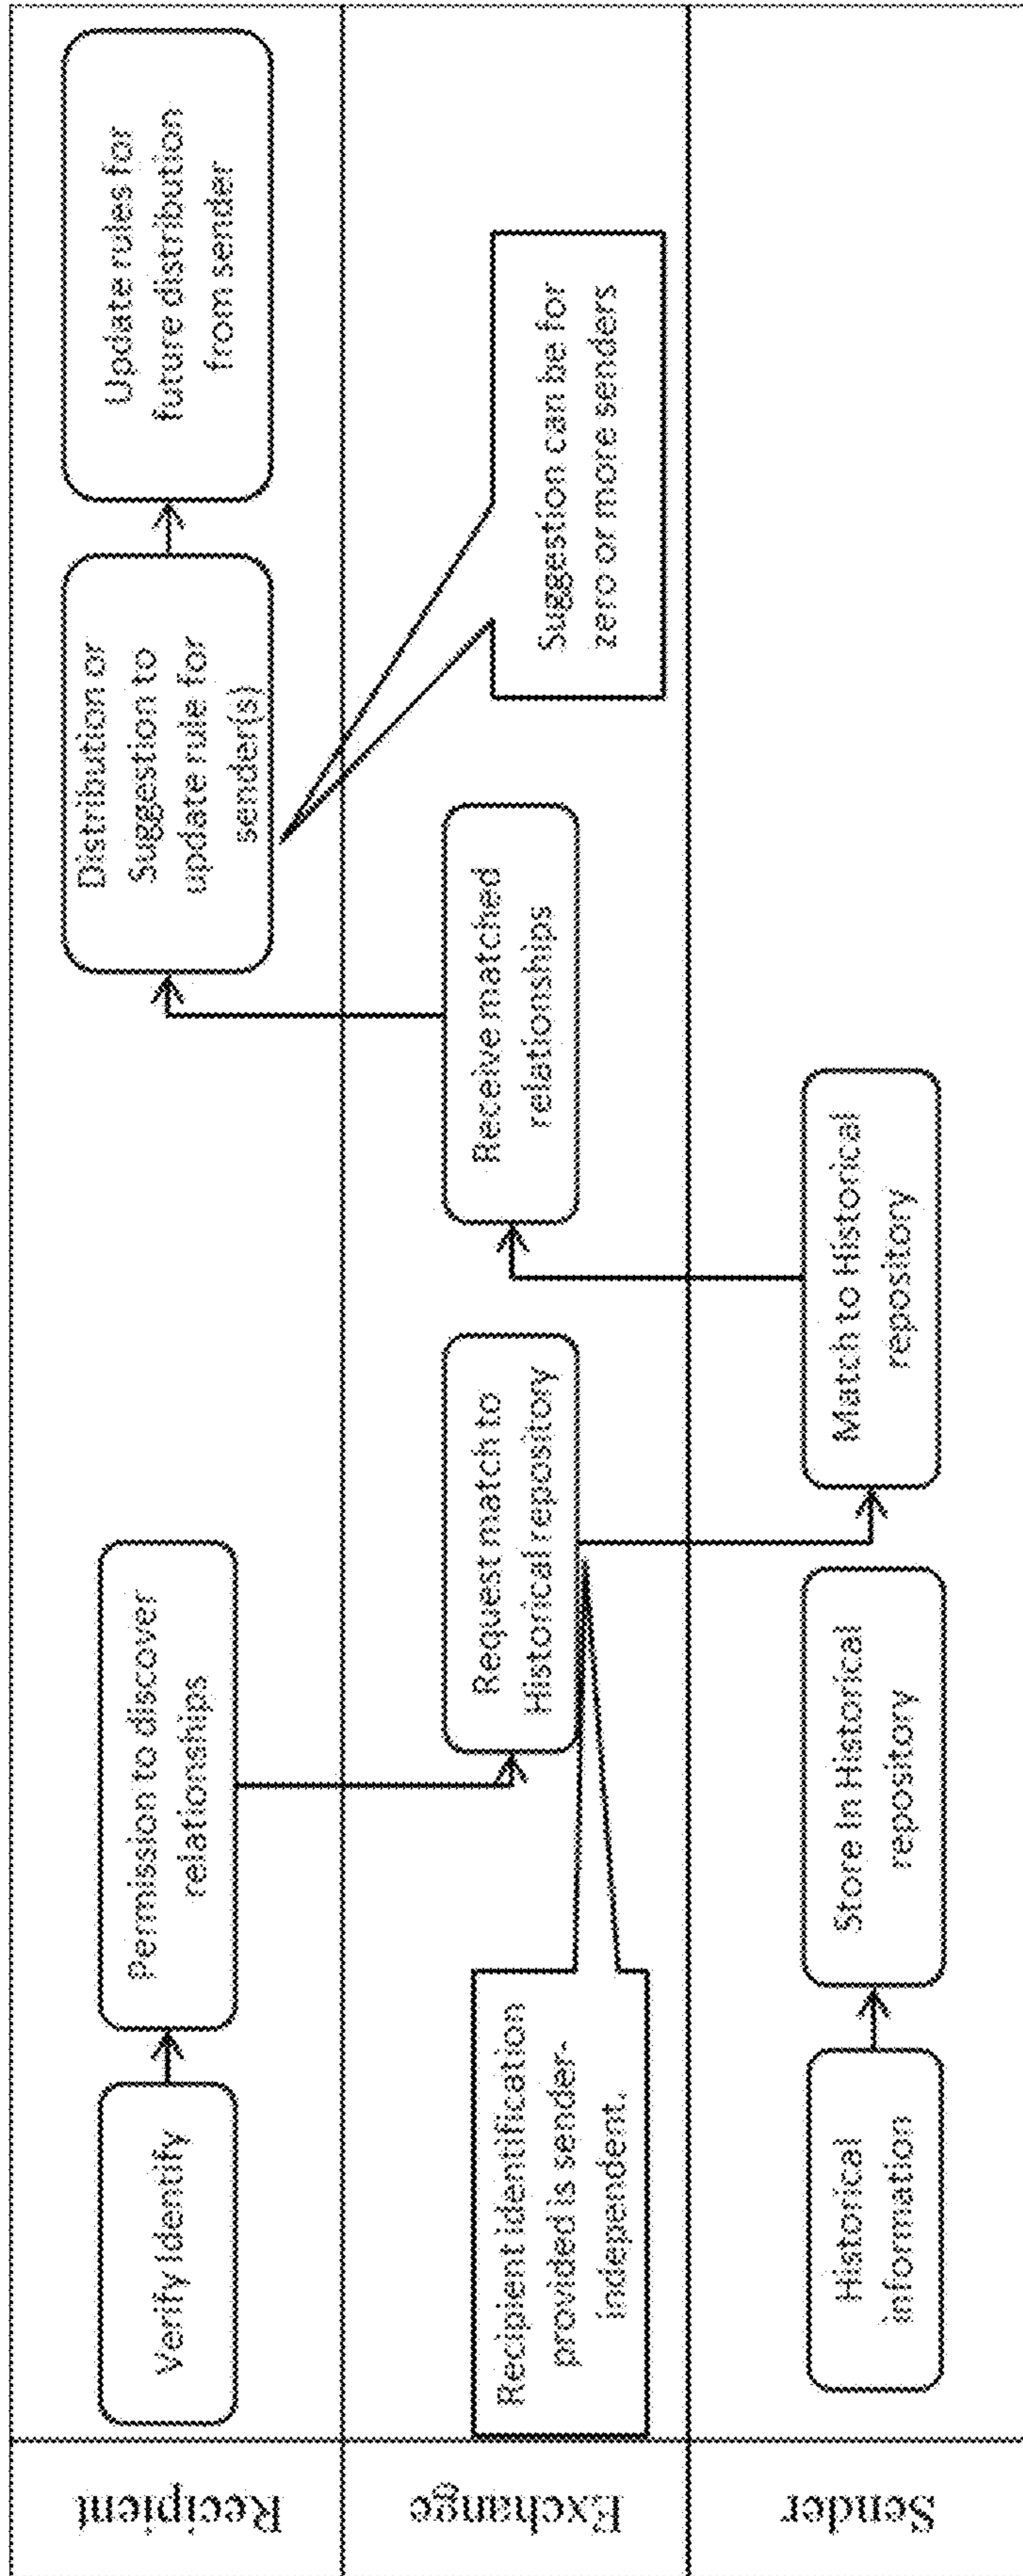 Recipient
Verify Identify
Permission to discover
relationships
Distribution or
Suggestion to
update rule for
sender(s)
Update rules for
future distribution
from sender
Exchange
Recipient identification
provided is sender-
independent.
Request match to
Historical repository
Receive matched
relationships
Suggestion can be for
zero or more senders
Sender
Historical
information
Store in Historical
repository
Match to Historical
repository